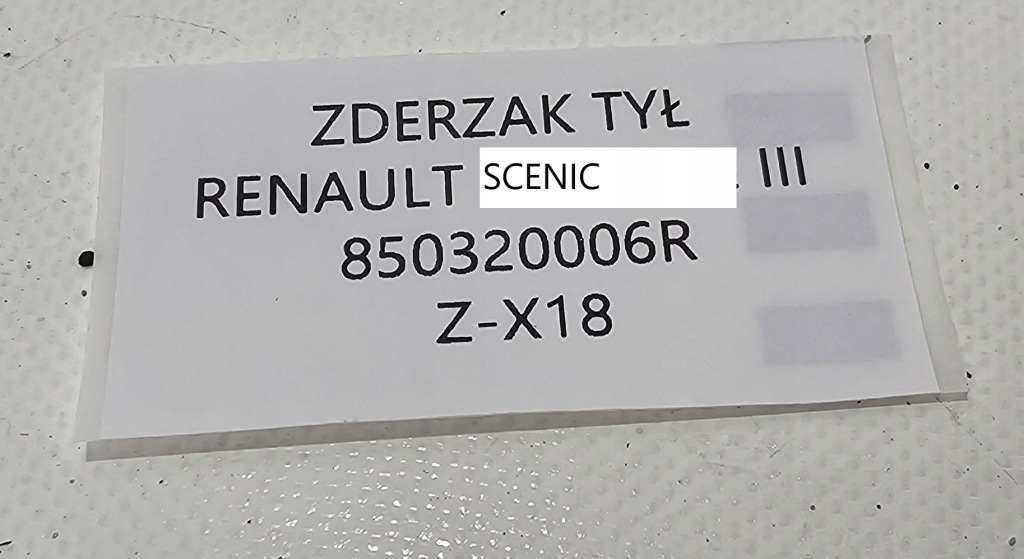 ZDERZAK TYŁ
RENAULT SCENIC III
850320006R
Z-X18